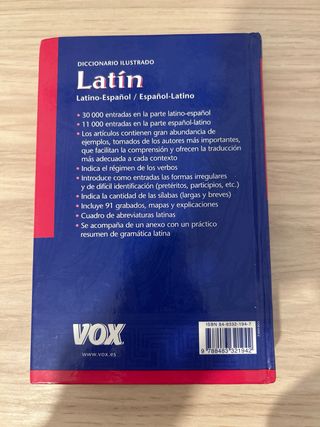 DICCIONARIO ILUSTRADO
Latín
Latino-Español / Español-Latino
• 30 000 entradas en la parte latino-español
• 11 000 entradas en la parte español-latino
• Los artículos contienen gran abundancia de
ejemplos, tomados de los autores más importantes,
que facilitan la comprensión y ofrecen la traducción
más adecuada a cada contexto
• Indica el régimen de los verbos
• Introduce como entradas las formas irregulares
y de difícil identificación (pretéritos, participios, etc.)
• Indica la cantidad de las sílabas (largas y breves)
• Incluye 91 grabados, mapas y explicaciones
• Cuadro de abreviaturas latinas
• Se acompaña de un anexo con un práctico
resumen de gramática latina
VOX
www.vox.es
ISBN 84-8332-194-7
9 788483 321942